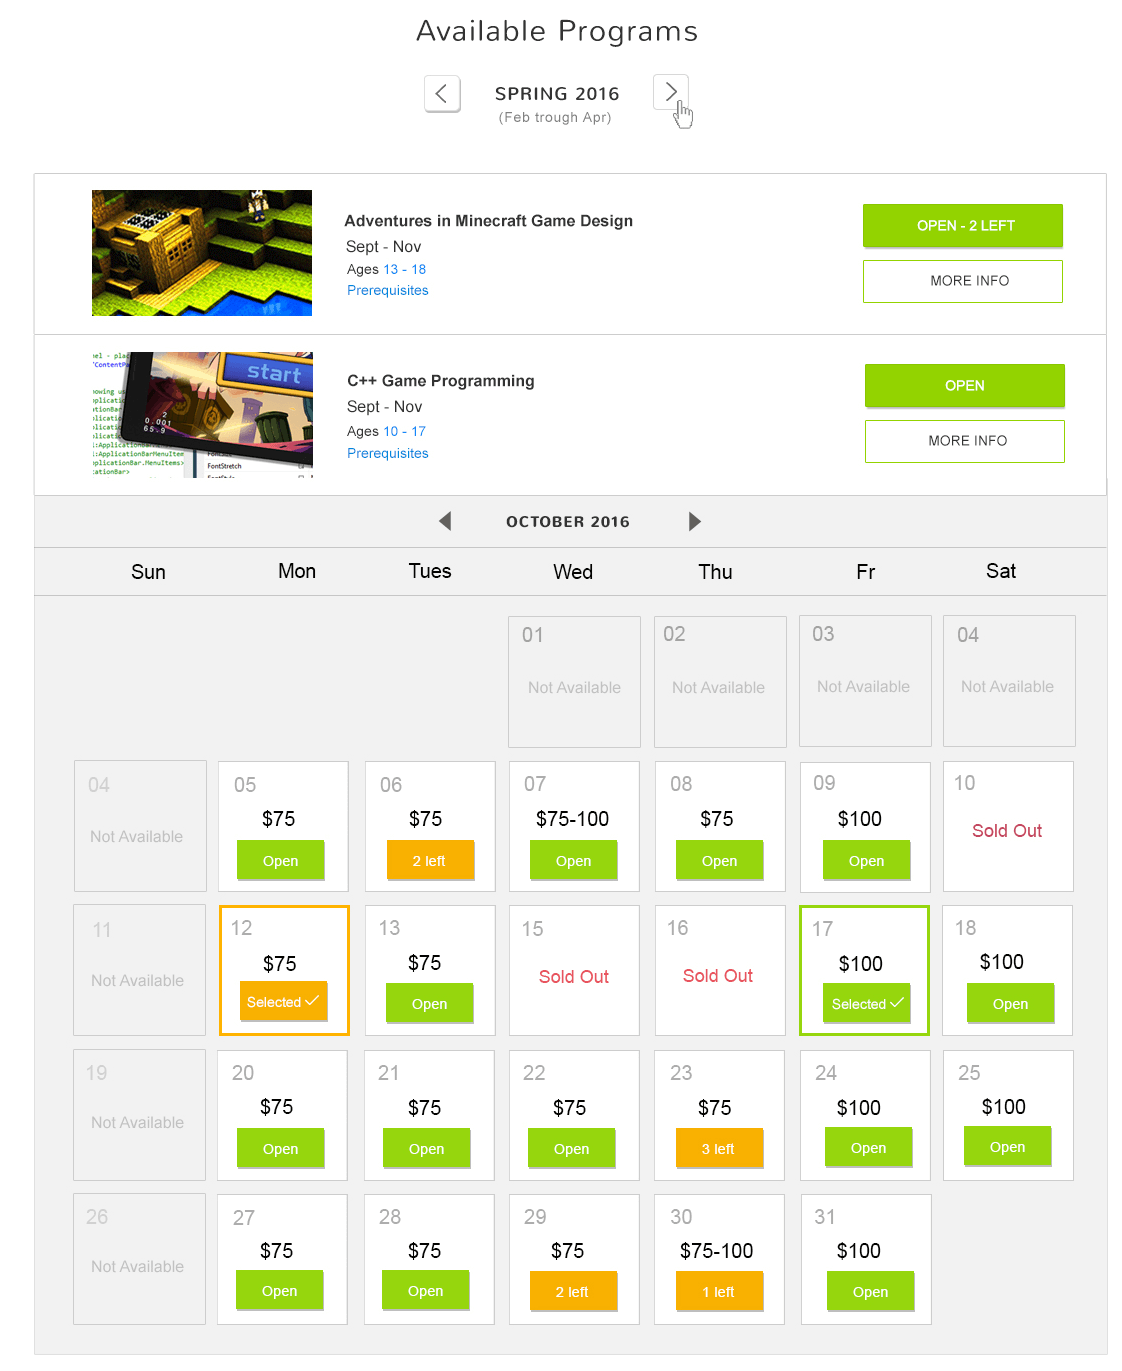 Available Programs
SPRING 2016
(Feb trough Apr)
Adventures in Minecraft Game Design
Sept - Nov
Ages 13 - 18
Prerequisites
OPEN - 2 LEFT
MORE INFO
start
2
0.001
65.9
FontStretch
C++ Game Programming
Sept - Nov
Ages 10 - 17
Prerequisites
OPEN
MORE INFO
OCTOBER 2016
Sun Mon Tues Wed Thu Fr Sat
01 02 03 04
Not Available Not Available Not Available Not Available
04 05 06 07 08 09 10
$75 $75 $75-100 $75 $100
Not Available Sold Out
Open 2 left Open Open Open
11 12 13 15 16 17 18
$75 $75 $100 $100
Not Available Sold Out Sold Out
Selected Open Selected Open
19 20 21 22 23 24 25
$75 $75 $75 $75 $100 $100
Not Available
Open Open Open 3 left Open Open
26 27 28 29 30 31
$75 $75 $75 $75-100 $100
Not Available
Open Open 2 left 1 left Open